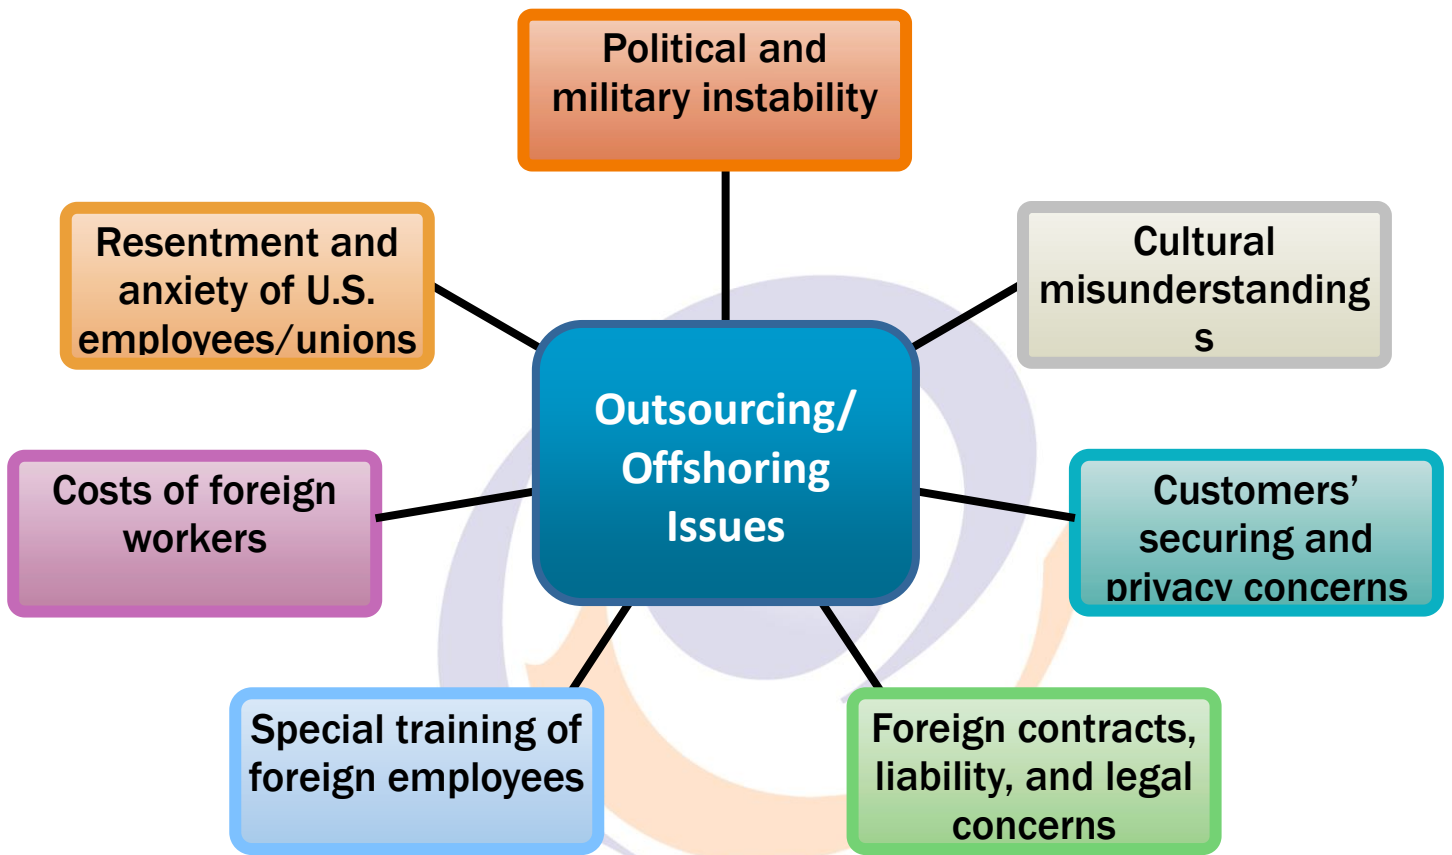 Political and
military instability
Resentment and
anxiety of U.S.
employees/unions
Cultural
misunderstanding
s
Outsourcing/
Offshoring
Issues
Costs of foreign
workers
Customers’
securing and
privacy concerns
Special training of
foreign employees
Foreign contracts,
liability, and legal
concerns